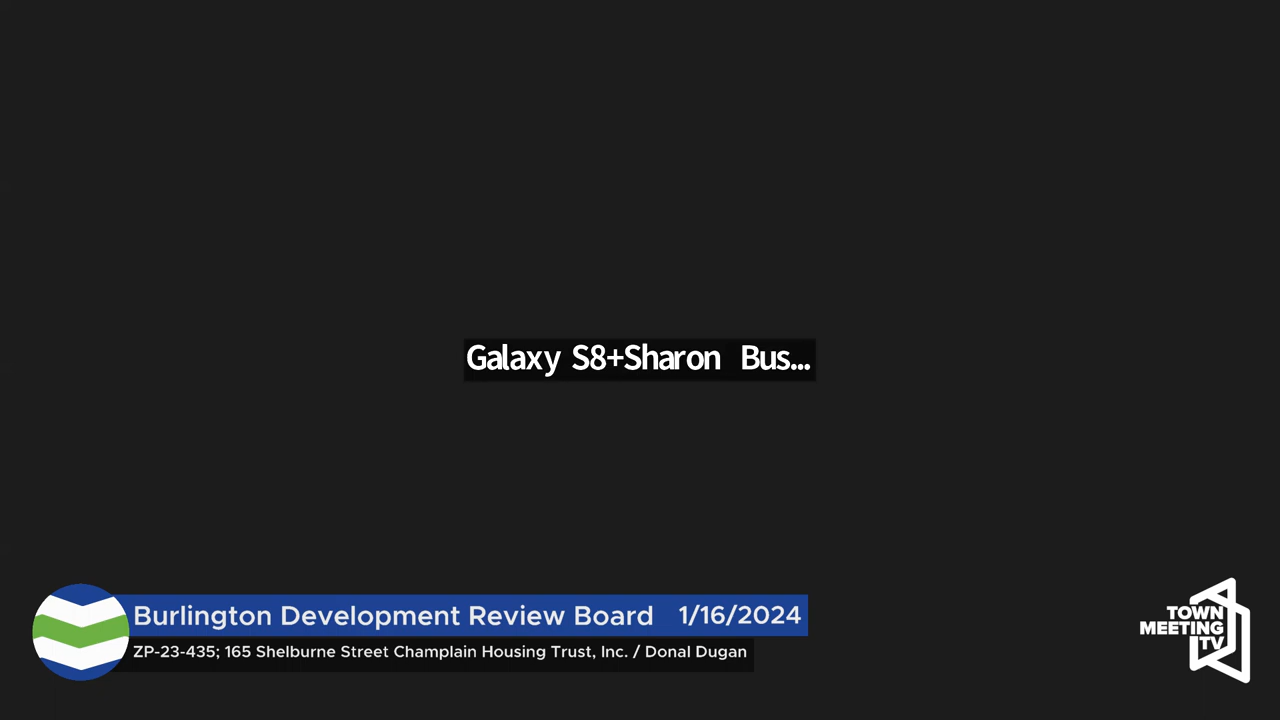 Galaxy S8+Sharon Bus...
Burlington Development Review Board 1/16/2024
ZP-23-435; 165 Shelburne Street Champlain Housing Trust, Inc. / Donal Dugan
TOWN
MEETING
TV